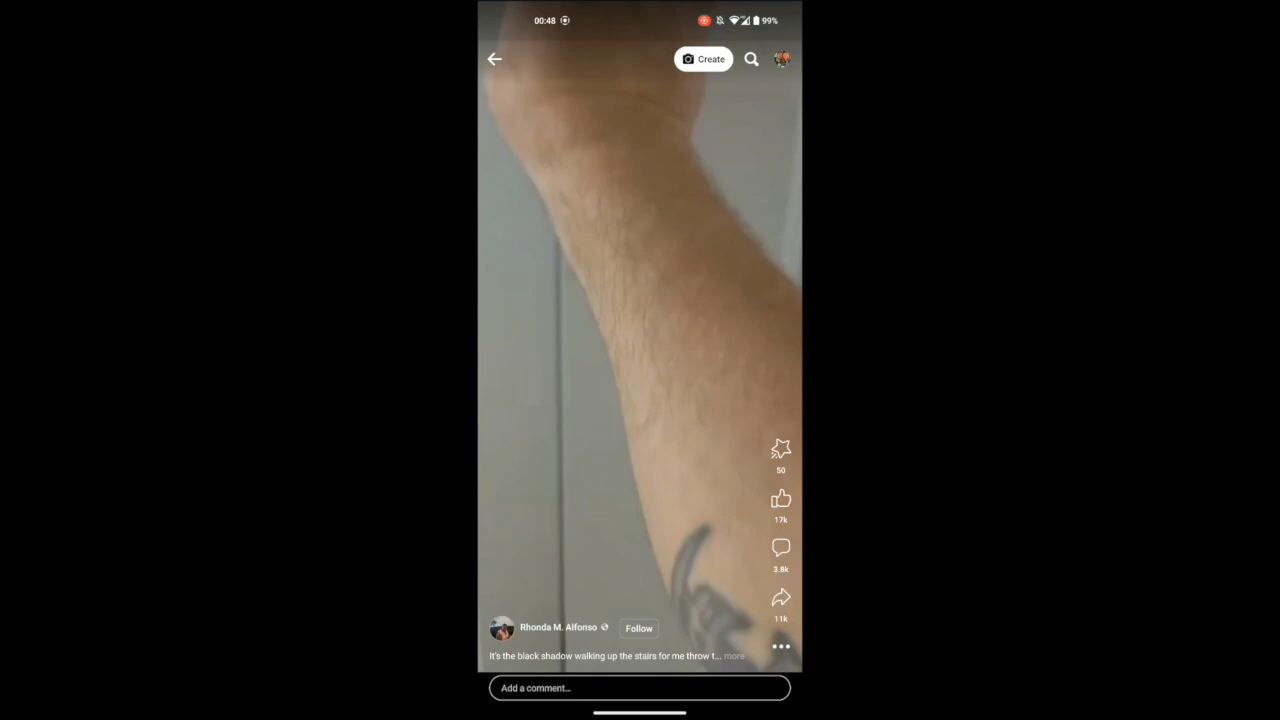 00:48
99%
Create
50
17k
3.8k
11k
Rhonda M. Alfonso
Follow
It's the black shadow walking up the stairs for me throw t... more
Add a comment...